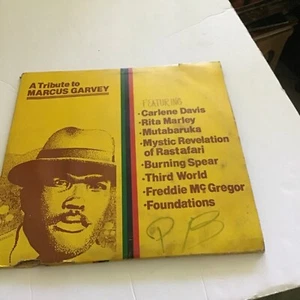 A Tribute to
MARCUS GARVEY
FEATURING
·Carlene Davis
·Rita Marley
·Mutabaruka
·Mystic Revelation
of Rastafari
·Burning Spear
·Third World
·Freddie McGregor
·Foundations
PB